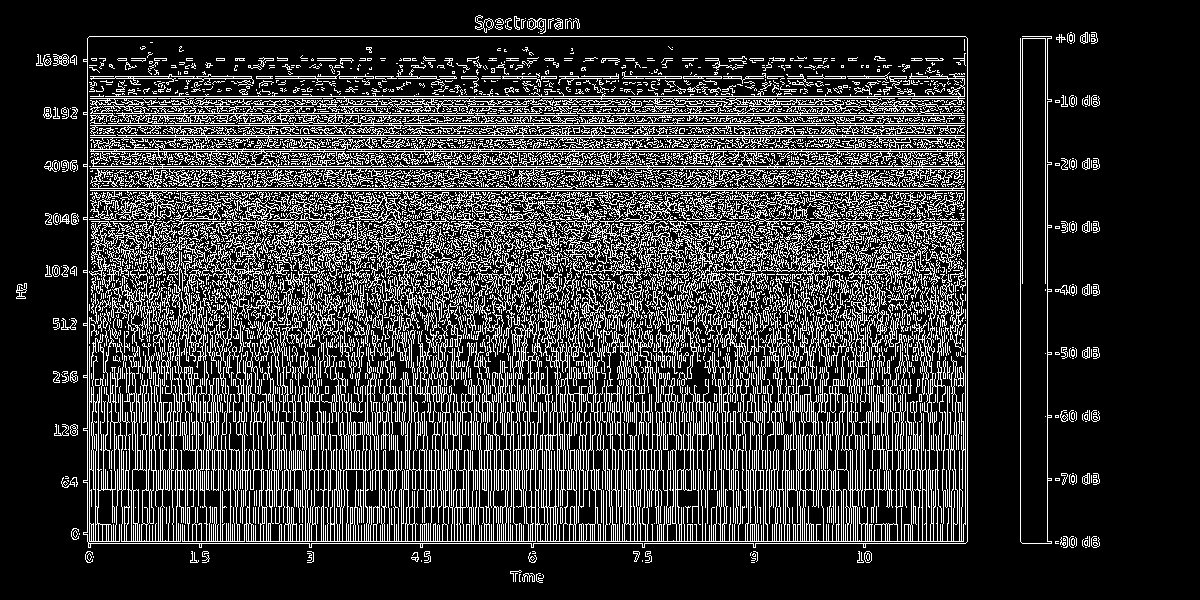 Spectrogram
16384
8192
4096
2048
1024
512
256
128
64
0
Hz
0 1.5 3 4.5 6 7.5 9 10
Time
+0 dB
-10 dB
-20 dB
-30 dB
-40 dB
-50 dB
-60 dB
-70 dB
-80 dB